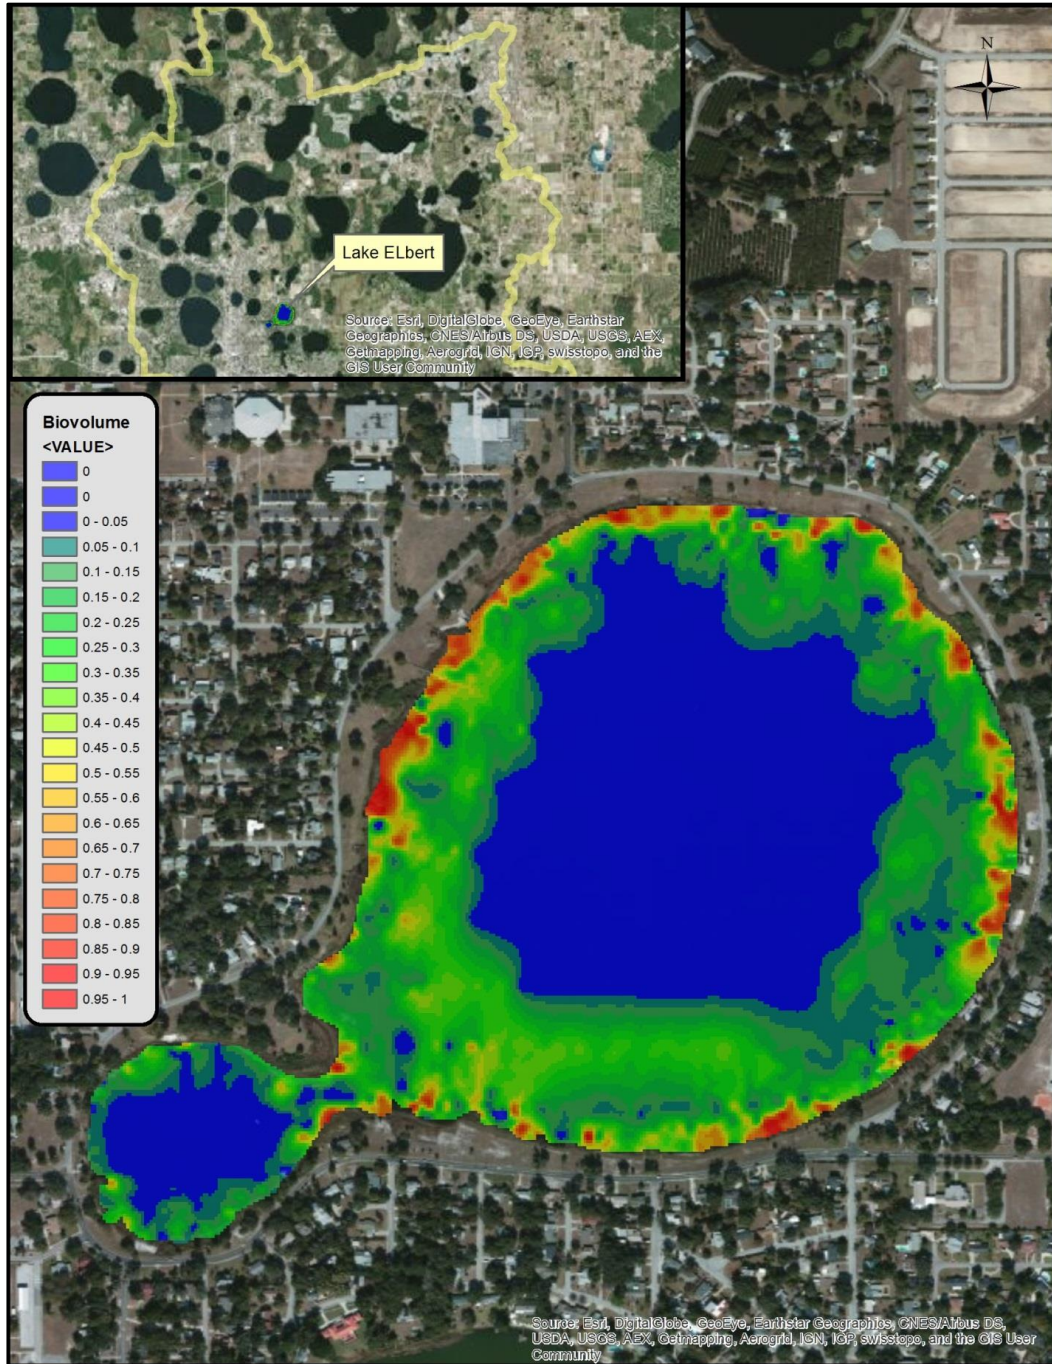 Lake ELbert
Source: Esri, DigitalGlobe, GeoEye, Earthstar
Geographics, CNES/Airbus DS, USDA, USGS, AEX,
Getmapping, Aerogrid, IGN, IGP, swisstopo, and the
GIS User Community
N
Biovolume
<VALUE>
0
0
0 - 0.05
0.05 - 0.1
0.1 - 0.15
0.15 - 0.2
0.2 - 0.25
0.25 - 0.3
0.3 - 0.35
0.35 - 0.4
0.4 - 0.45
0.45 - 0.5
0.5 - 0.55
0.55 - 0.6
0.6 - 0.65
0.65 - 0.7
0.7 - 0.75
0.75 - 0.8
0.8 - 0.85
0.85 - 0.9
0.9 - 0.95
0.95 - 1
Source: Esri, DigitalGlobe, GeoEye, Earthstar Geographics, CNES/Airbus DS,
USDA, USGS, AEX, Getmapping, Aerogrid, IGN, IGP, swisstopo, and the GIS User
Community